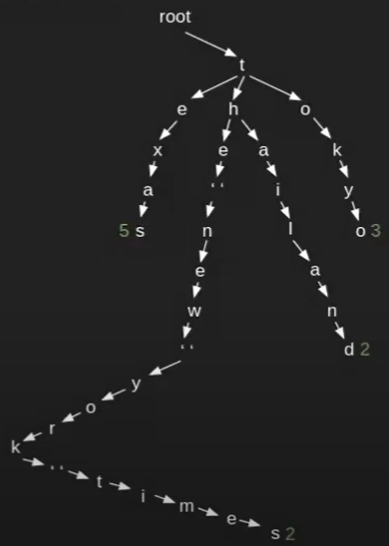 root
t
e h o
x e a k
a ‘‘ i y
5 s n l o 3
e a
w n
‘‘ d 2
y
o
r
k
‘‘
t
i
m
e
s 2